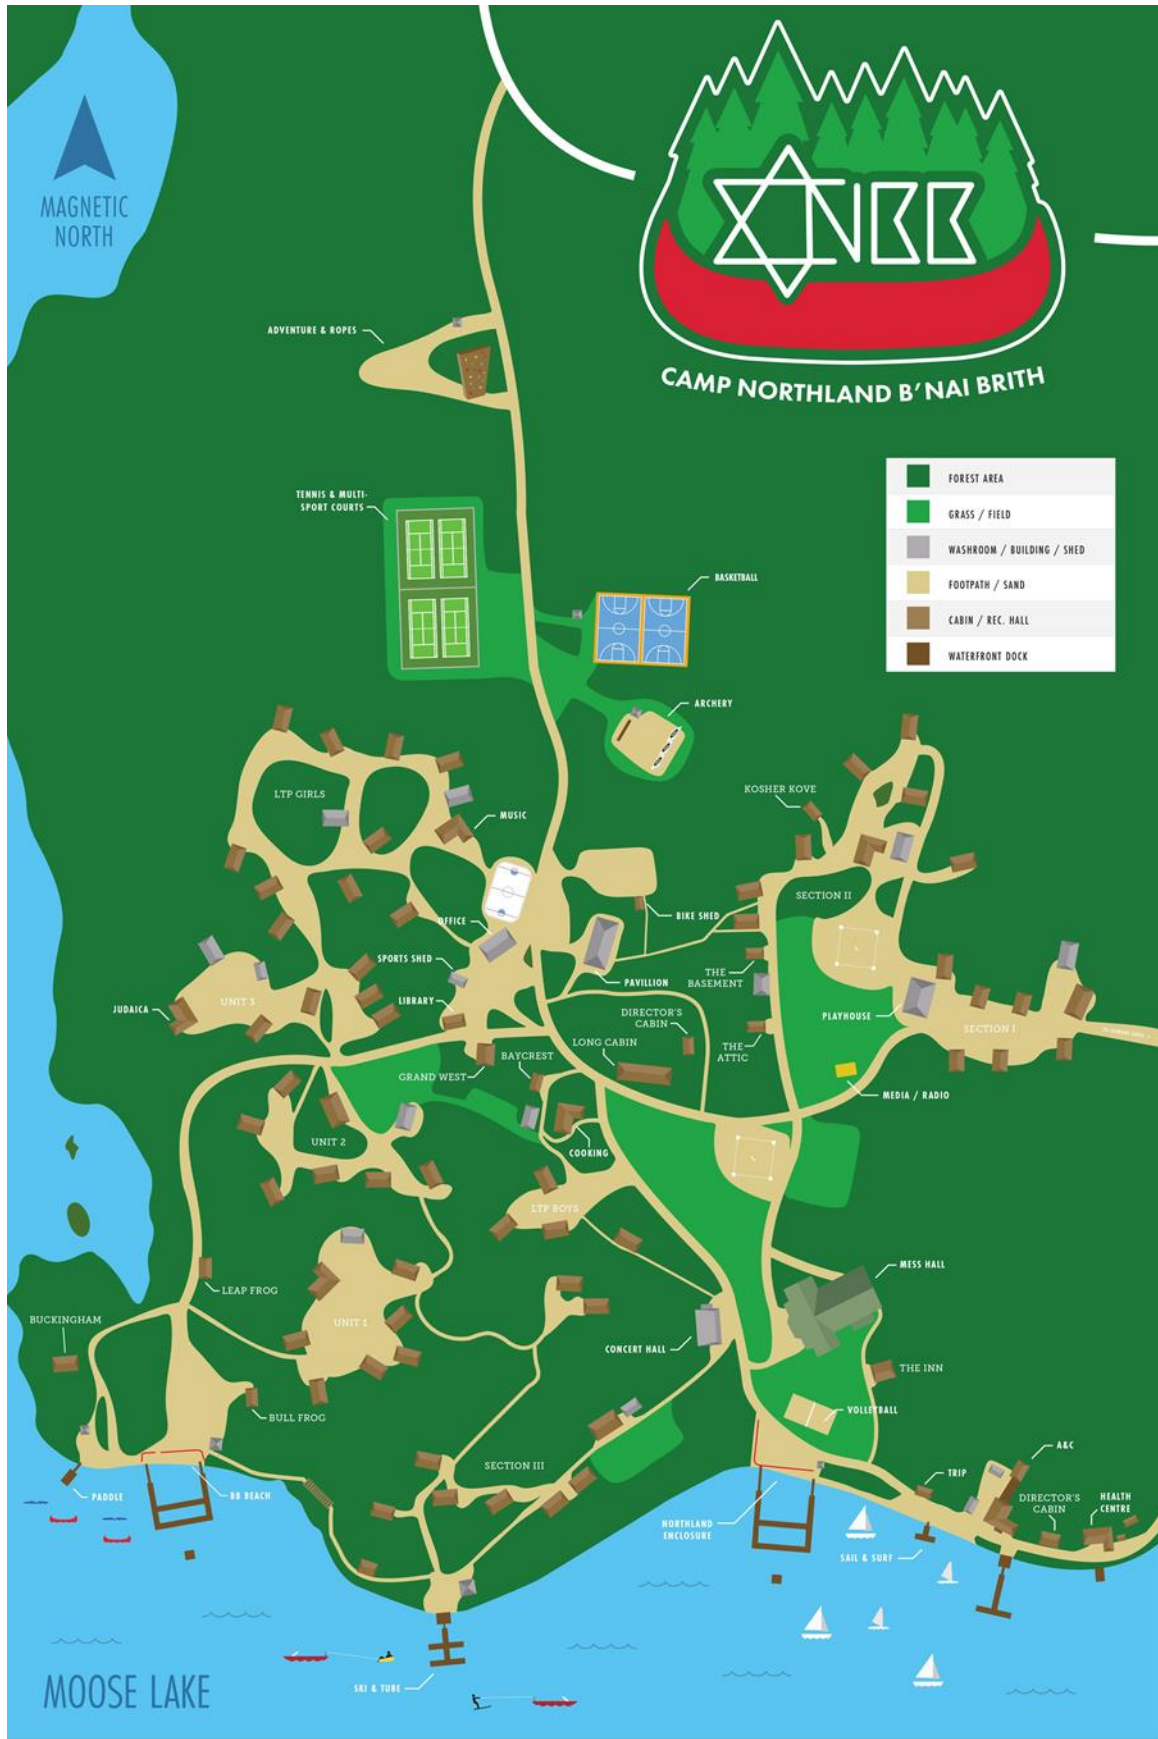 MAGNETIC
NORTH
CNBB
CAMP NORTHLAND B'NAI BRITH
ADVENTURE & ROPES
FOREST AREA
GRASS / FIELD
WASHROOM / BUILDING / SHED
FOOTPATH / SAND
CABIN / REC. HALL
WATERFRONT DOCK
TENNIS & MULTI-
SPORT COURTS
BASKETBALL
ARCHERY
LTP GIRLS
MUSIC
KOSHER KOVE
SECTION II
OFFICE
BIKE SHED
SPORTS SHED
PAVILLION
THE
BASEMENT
UNIT 3
JUDAICA
LIBRARY
DIRECTOR'S
CABIN
PLAYHOUSE
SECTION I
LONG CABIN
THE
ATTIC
BAYCREST
GRAND WEST
MEDIA / RADIO
UNIT 2
COOKING
LTP BOYS
MESS HALL
LEAP FROG
BUCKINGHAM
UNIT 1
CONCERT HALL
THE INN
BULL FROG
VOLLEYBALL
SECTION III
A&C
TRIP
PADDLE
BB BEACH
DIRECTOR'S
CABIN
HEALTH
CENTRE
NORTHLAND
ENCLOSURE
SAIL & SURF
SKI & TUBE
MOOSE LAKE